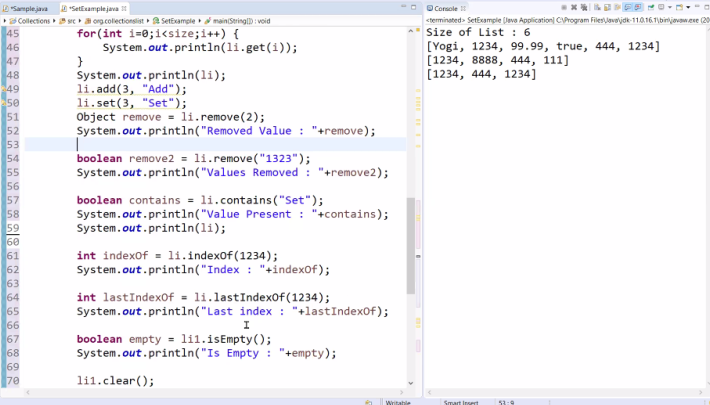 *Sample.java
*SetExample.java
Collections
src
org.collectionslist
SetExample
main(String[]) : void
45 for(int i=0;i<size;i++) {
46 System.out.println(li.get(i));
47 }
48 System.out.println(li);
49 li.add(3, "Add");
50 li.set(3, "Set");
51 Object remove = li.remove(2);
52 System.out.println("Removed Value : "+remove);
53
54 boolean remove2 = li.remove("1323");
55 System.out.println("Values Removed : "+remove2);
56
57 boolean contains = li.contains("Set");
58 System.out.println("Value Present : "+contains);
59 System.out.println(li);
60
61 int indexOf = li.indexOf(1234);
62 System.out.println("Index : "+indexOf);
63
64 int lastIndexOf = li.lastIndexOf(1234);
65 System.out.println("Last index : "+lastIndexOf);
66
67 boolean empty = li1.isEmpty();
68 System.out.println("Is Empty : "+empty);
69
70 li1.clear();
Console
<terminated> SetExample [Java Application] C:\Program Files\Java\jdk-11.0.16.1\bin\javaw.exe (20
Size of List : 6
[Yogi, 1234, 99.99, true, 444, 1234]
[1234, 8888, 444, 111]
[1234, 444, 1234]
Writable
Smart Insert
53 : 9